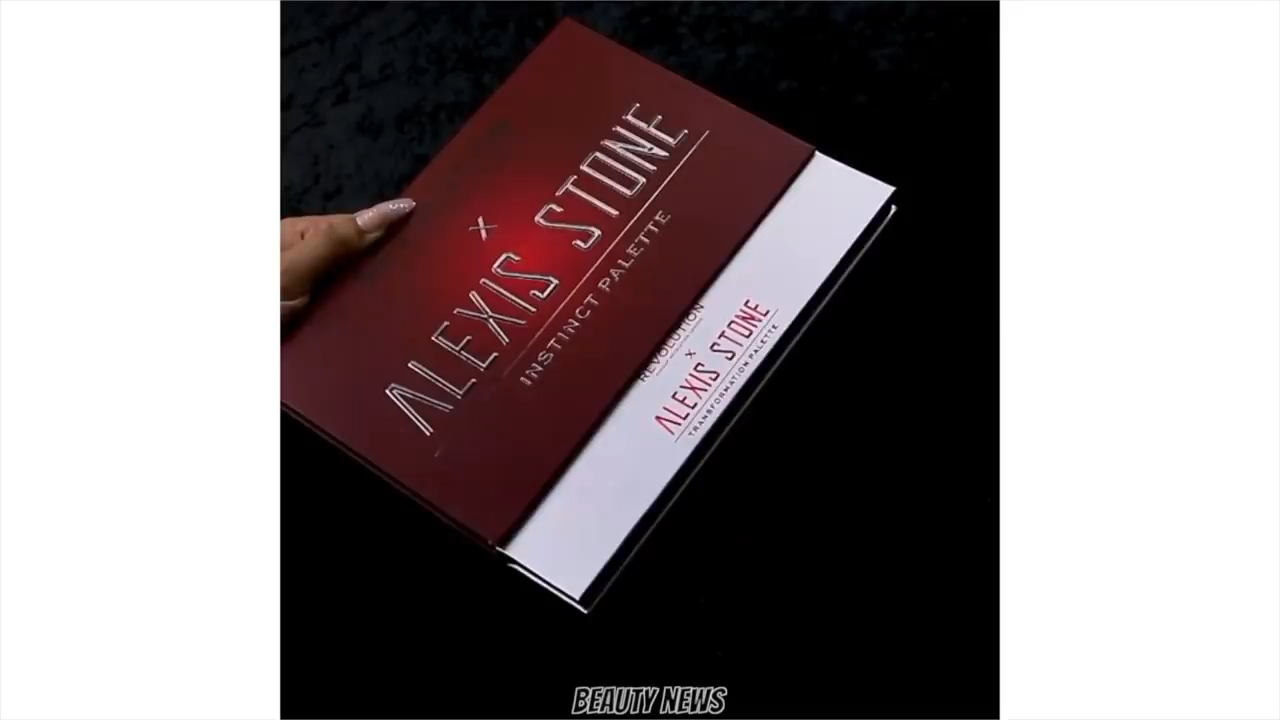 X
ALEXIS STONE
INSTINCT PALETTE
REVOLUTION
X
ALEXIS STONE
TRANSFORMATION PALETTE
BEAUTY NEWS